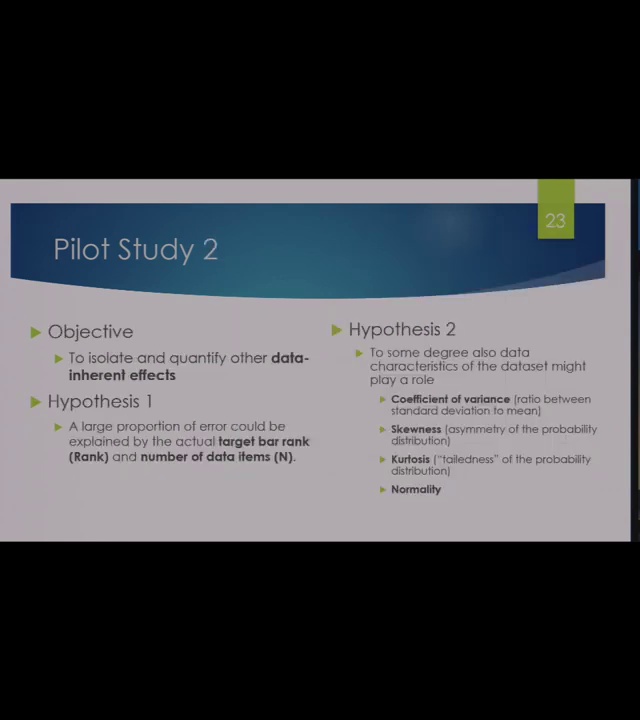 23
Pilot Study 2
Objective
To isolate and quantify other data-
inherent effects
Hypothesis 1
A large proportion of error could be
explained by the actual target bar rank
(Rank) and number of data items (N).
Hypothesis 2
To some degree also data
characteristics of the dataset might
play a role
Coefficient of variance (ratio between
standard deviation to mean)
Skewness (asymmetry of the probability
distribution)
Kurtosis (“tailedness” of the probability
distribution)
Normality